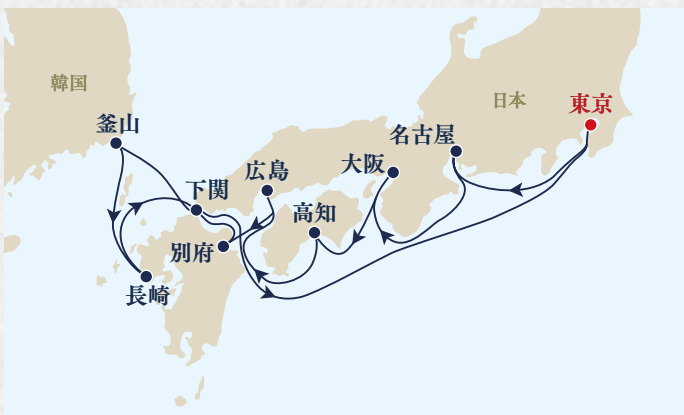 韓国
日本
東京
釜山
名古屋
大阪
広島
下関
高知
別府
長崎